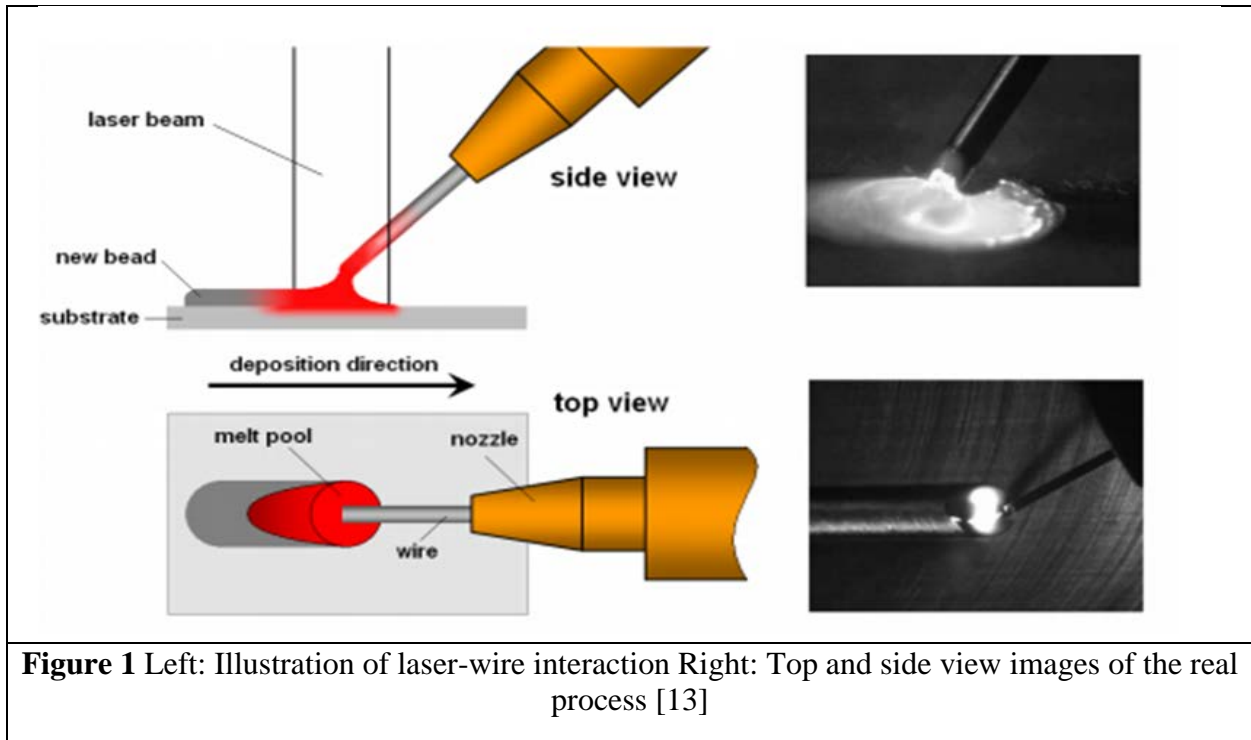 laser beam
side view
new bead
substrate
deposition direction
top view
melt pool
nozzle
wire
Figure 1 Left: Illustration of laser-wire interaction Right: Top and side view images of the real
process [13]